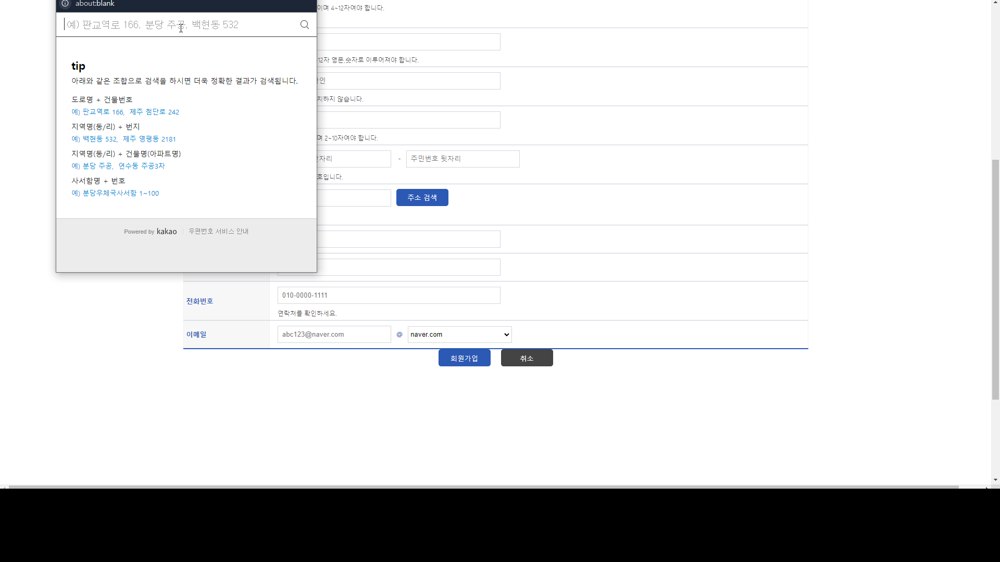 about:blank
예) 판교역로 166, 분당 주공, 백현동 532
tip
아래와 같은 조합으로 검색을 하시면 더욱 정확한 결과가 검색됩니다.
도로명 + 건물번호
예) 판교역로 166, 제주 첨단로 242
지역명(동/리) + 번지
예) 백현동 532, 제주 영평동 2181
지역명(동/리) + 건물명(아파트명)
예) 분당 주공, 연수동 주공3차
사서함명 + 번호
예) 분당우체국사서함 1~100
Powered by kakao 우편번호 서비스 안내
이며 4~12자여야 합니다.
12자 영문,숫자로 이루어져야 합니다.
인
치하지 않습니다.
며 2~10자여야 합니다.
자리 - 주민번호 뒷자리
호입니다.
주소 검색
전화번호 010-0000-1111
연락처를 확인하세요.
이메일 abc123@naver.com @ naver.com
회원가입 취소